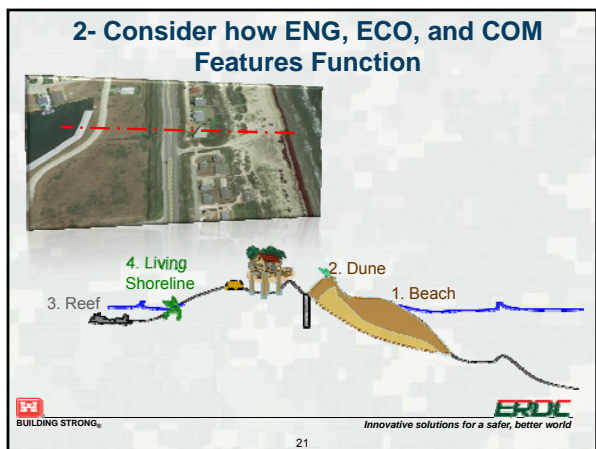 2- Consider how ENG, ECO, and COM
Features Function
4. Living
Shoreline
3. Reef
2. Dune
1. Beach
BUILDING STRONG®
ERDC
Innovative solutions for a safer, better world
21